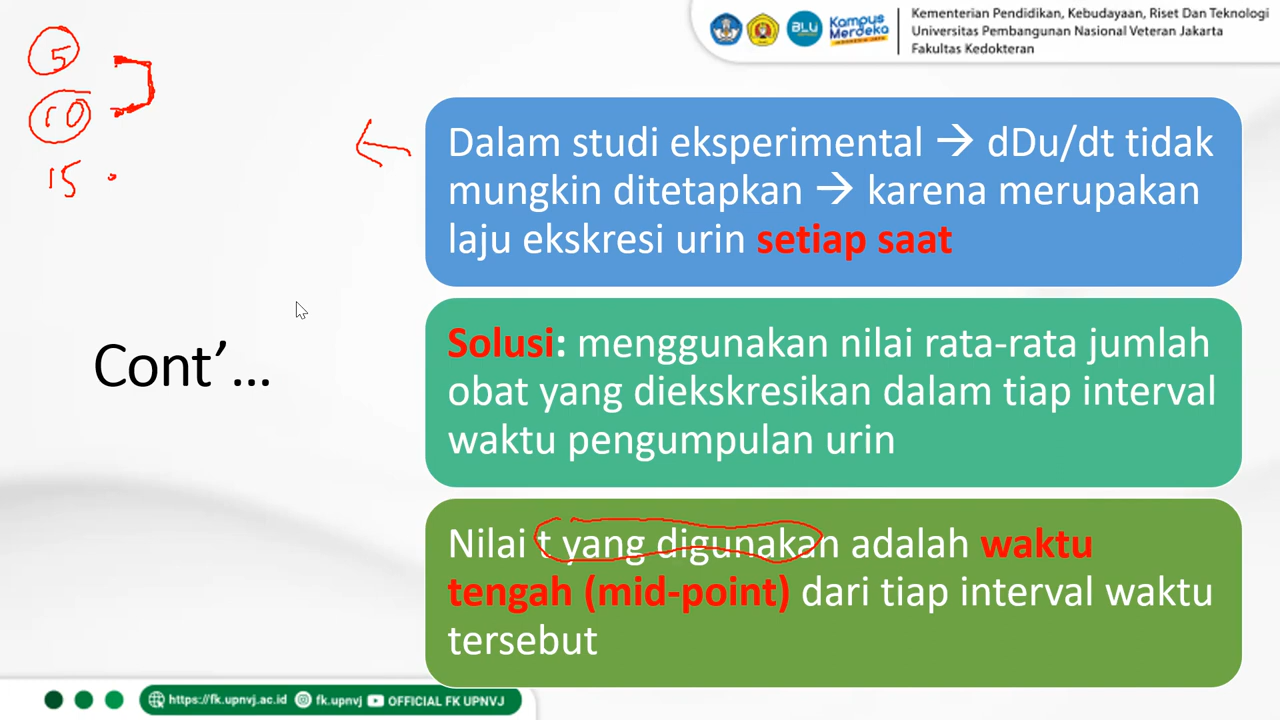 Kementerian Pendidikan, Kebudayaan, Riset Dan Teknologi
Universitas Pembangunan Nasional Veteran Jakarta
Fakultas Kedokteran
BLU
Kampus
Merdeka
5
10
15
Dalam studi eksperimental → dDu/dt tidak
mungkin ditetapkan → karena merupakan
laju ekskresi urin setiap saat
Cont’…
Solusi: menggunakan nilai rata-rata jumlah
obat yang diekskresikan dalam tiap interval
waktu pengumpulan urin
Nilai t yang digunakan adalah waktu
tengah (mid-point) dari tiap interval waktu
tersebut
https://fk.upnvj.ac.id fk.upnvj OFFICIAL FK UPNVJ